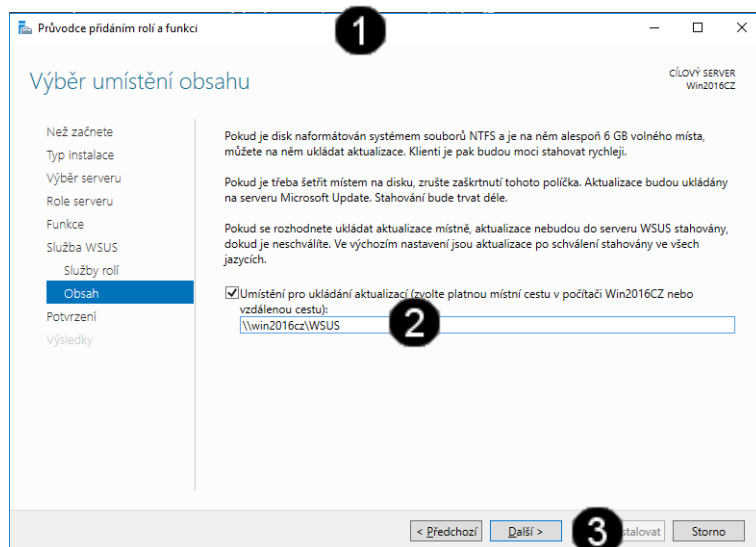 Průvodce přidáním rolí a funkcí
1
Výběr umístění obsahu
CÍLOVÝ SERVER
Win2016CZ
Než začnete
Typ instalace
Výběr serveru
Role serveru
Funkce
Služba WSUS
Služby rolí
Obsah
Potvrzení
Výsledky
Pokud je disk naformátován systémem souborů NTFS a je na něm alespoň 6 GB volného místa,
můžete na něm ukládat aktualizace. Klienti je pak budou moci stahovat rychleji.
Pokud je třeba šetřit místem na disku, zrušte zaškrtnutí tohoto políčka. Aktualizace budou ukládány
na serveru Microsoft Update. Stahování bude trvat déle.
Pokud se rozhodnete ukládat aktualizace místně, aktualizace nebudou do serveru WSUS stahovány,
dokud je neschválíte. Ve výchozím nastavení jsou aktualizace po schválení stahovány ve všech
jazycích.
Umístění pro ukládání aktualizací (zvolte platnou místní cestu v počítači Win2016CZ nebo
vzdálenou cestu):
\\win2016cz\WSUS
2
< Předchozí
Další >
3
talovat
Storno